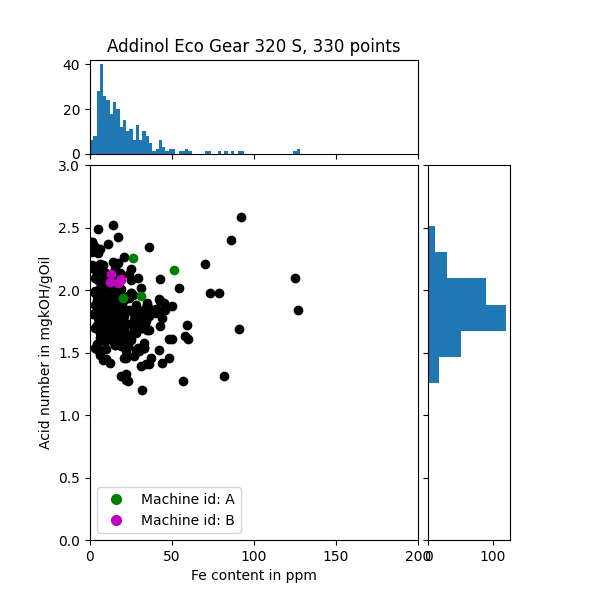 Addinol Eco Gear 320 S, 330 points
40
20
0
3.0
2.5
2.0
1.5
1.0
0.5
0.0
Acid number in mgkOH/gOil
Machine id: A
Machine id: B
0 50 100 150 200
0 100
Fe content in ppm